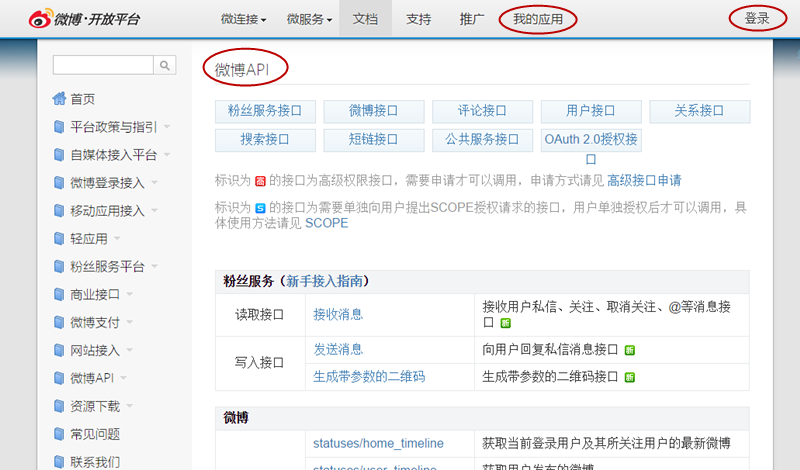 微博·开放平台
微连接 微服务 文档 支持 推广 我的应用 登录
微博API
首页
平台政策与指引
自媒体接入平台
微博登录接入
移动应用接入
轻应用
粉丝服务平台
商业接口
微博支付
网站接入
微博API
资源下载
常见问题
联系我们
粉丝服务接口 微博接口 评论接口 用户接口 关系接口
搜索接口 短链接口 公共服务接口 OAuth 2.0授权接
口
标识为 高 的接口为高级权限接口，需要申请才可以调用，申请方式请见 高级接口申请
标识为 S 的接口为需要单独向用户提出SCOPE授权请求的接口，用户单独授权后才可以调用，具
体使用方法请见 SCOPE
粉丝服务（新手接入指南）
读取接口 接收消息 接收用户私信、关注、取消关注、@等消息接
口 新
写入接口 发送消息 向用户回复私信消息接口 新
生成带参数的二维码 生成带参数的二维码接口 新
微博
statuses/home_timeline 获取当前登录用户及其所关注用户的最新微博
statuses/user_timeline 获取用户发布的微博